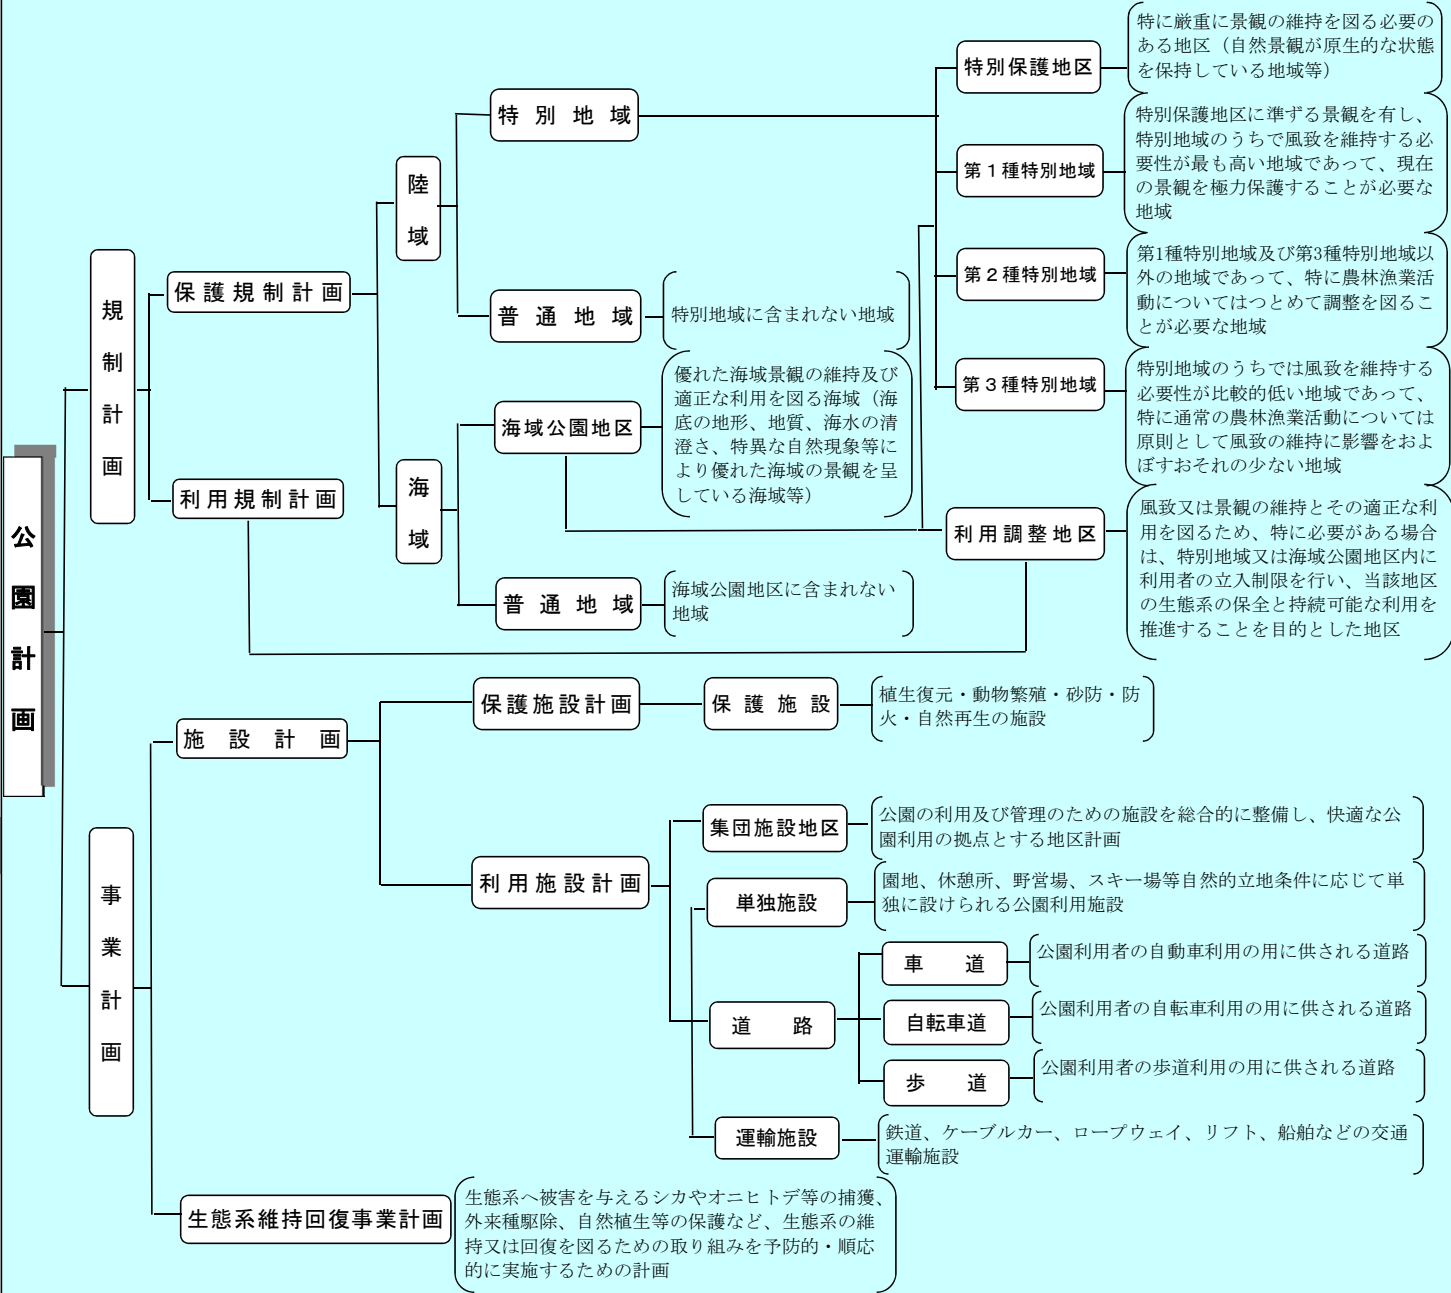 公園計画
規制計画
保護規制計画
陸域
特別地域
特別保護地区
特に厳重に景観の維持を図る必要の
ある地区（自然景観が原生的な状態
を保持している地域等）
第１種特別地域
特別保護地区に準ずる景観を有し、
特別地域のうちで風致を維持する必
要性が最も高い地域であって、現在
の景観を極力保護することが必要な
地域
第２種特別地域
第1種特別地域及び第3種特別地域以
外の地域であって、特に農林漁業活
動についてはつとめて調整を図るこ
とが必要な地域
第３種特別地域
特別地域のうちでは風致を維持する
必要性が比較的低い地域であって、
特に通常の農林漁業活動については
原則として風致の維持に影響をおよ
ぼすおそれの少ない地域
普通地域
特別地域に含まれない地域
海域
海域公園地区
優れた海域景観の維持及び
適正な利用を図る海域（海
底の地形、地質、海水の清
澄さ、特異な自然現象等に
より優れた海域の景観を呈
している海域等）
普通地域
海域公園地区に含まれない
地域
利用規制計画
利用調整地区
風致又は景観の維持とその適正な利
用を図るため、特に必要がある場合
は、特別地域又は海域公園地区内に
利用者の立入制限を行い、当該地区
の生態系の保全と持続可能な利用を
推進することを目的とした地区
事業計画
施設計画
保護施設計画
保護施設
植生復元・動物繁殖・砂防・防
火・自然再生の施設
利用施設計画
集団施設地区
公園の利用及び管理のための施設を総合的に整備し、快適な公
園利用の拠点とする地区計画
単独施設
園地、休憩所、野営場、スキー場等自然的立地条件に応じて単
独に設けられる公園利用施設
道路
車道
公園利用者の自動車利用の用に供される道路
自転車道
公園利用者の自転車利用の用に供される道路
歩道
公園利用者の歩道利用の用に供される道路
運輸施設
鉄道、ケーブルカー、ロープウェイ、リフト、船舶などの交通
運輸施設
生態系維持回復事業計画
生態系へ被害を与えるシカやオニヒトデ等の捕獲、
外来種駆除、自然植生等の保護など、生態系の維
持又は回復を図るための取り組みを予防的・順応
的に実施するための計画